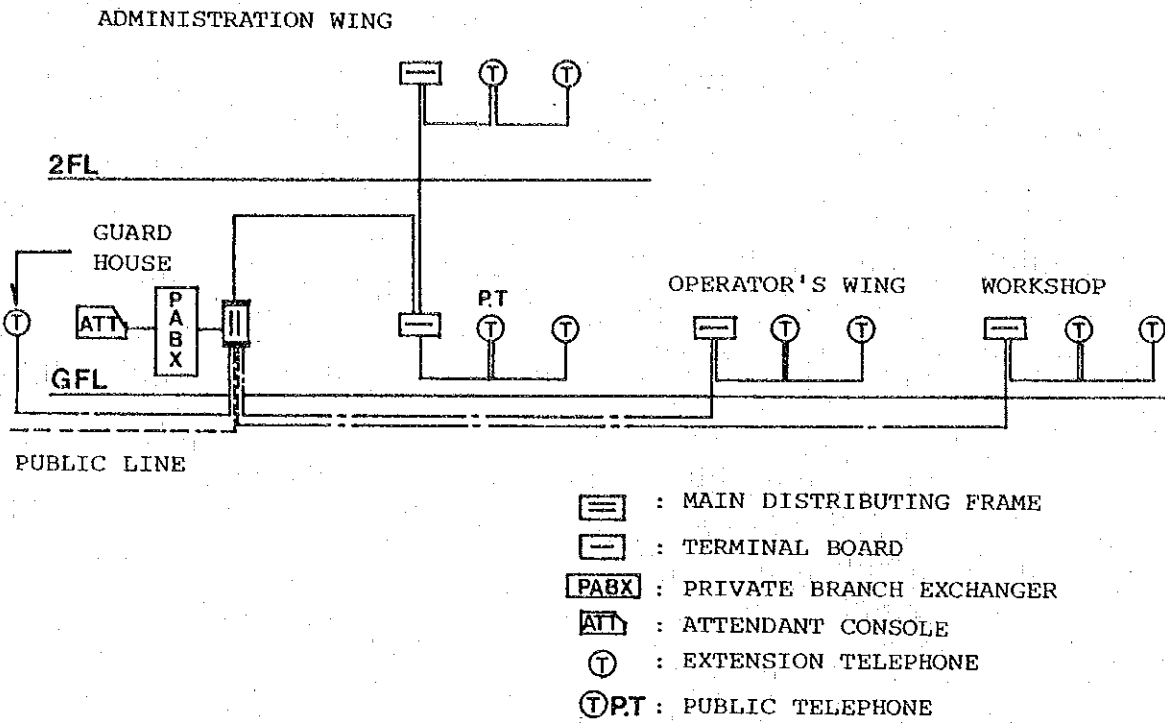 ADMINISTRATION WING
T T
2FL
GUARD
HOUSE
T
ATT
PABX
P.T
T T
OPERATOR'S WING
T T
WORKSHOP
T T
GFL
PUBLIC LINE
: MAIN DISTRIBUTING FRAME
: TERMINAL BOARD
PABX : PRIVATE BRANCH EXCHANGER
ATT : ATTENDANT CONSOLE
T : EXTENSION TELEPHONE
T P.T : PUBLIC TELEPHONE